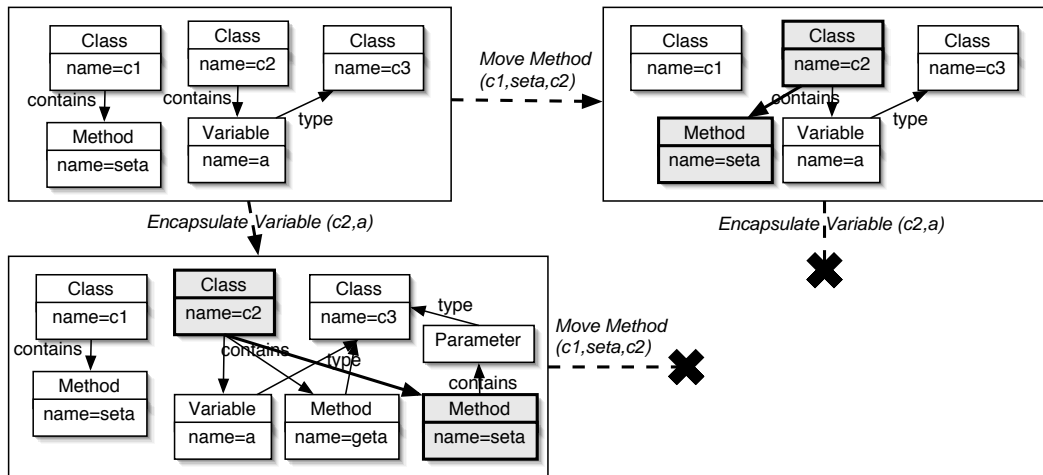 Class
name=c1
contains
Method
name=seta
Class
name=c2
contains
Variable
name=a
type
Class
name=c3
Move Method
(c1,seta,c2)
Class
name=c1
Class
name=c2
contains
Method
name=seta
Variable
name=a
type
Class
name=c3
Encapsulate Variable (c2,a)
Encapsulate Variable (c2,a)
Class
name=c1
contains
Method
name=seta
Class
name=c2
contains
Variable
name=a
Class
name=c3
type
type
Parameter
contains
Method
name=geta
Method
name=seta
Move Method
(c1,seta,c2)